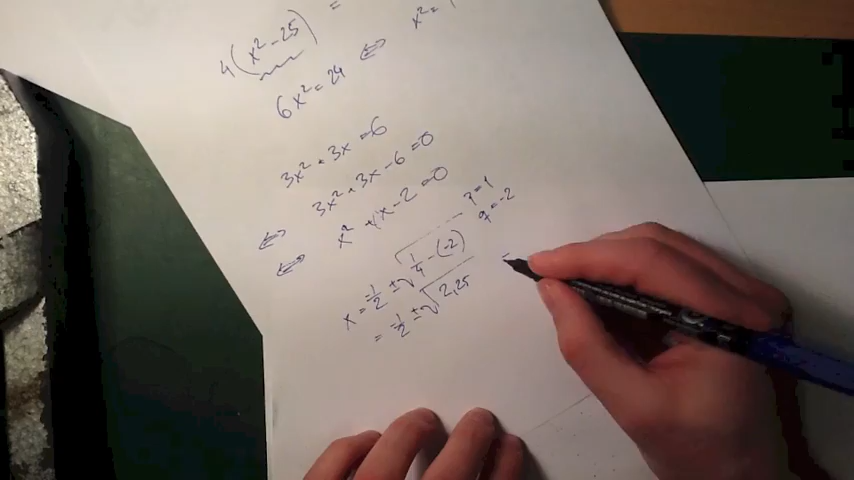 4(x² - 25) =
6x² = 24 ⇔ x² =
3x² + 3x = 6
⇔ 3x² + 3x - 6 = 0
⇔ x² + 1x - 2 = 0
p = 1
q = -2
x = -1/2 ± √(1/4 - (-2))
= -1/2 ± √2,25 =